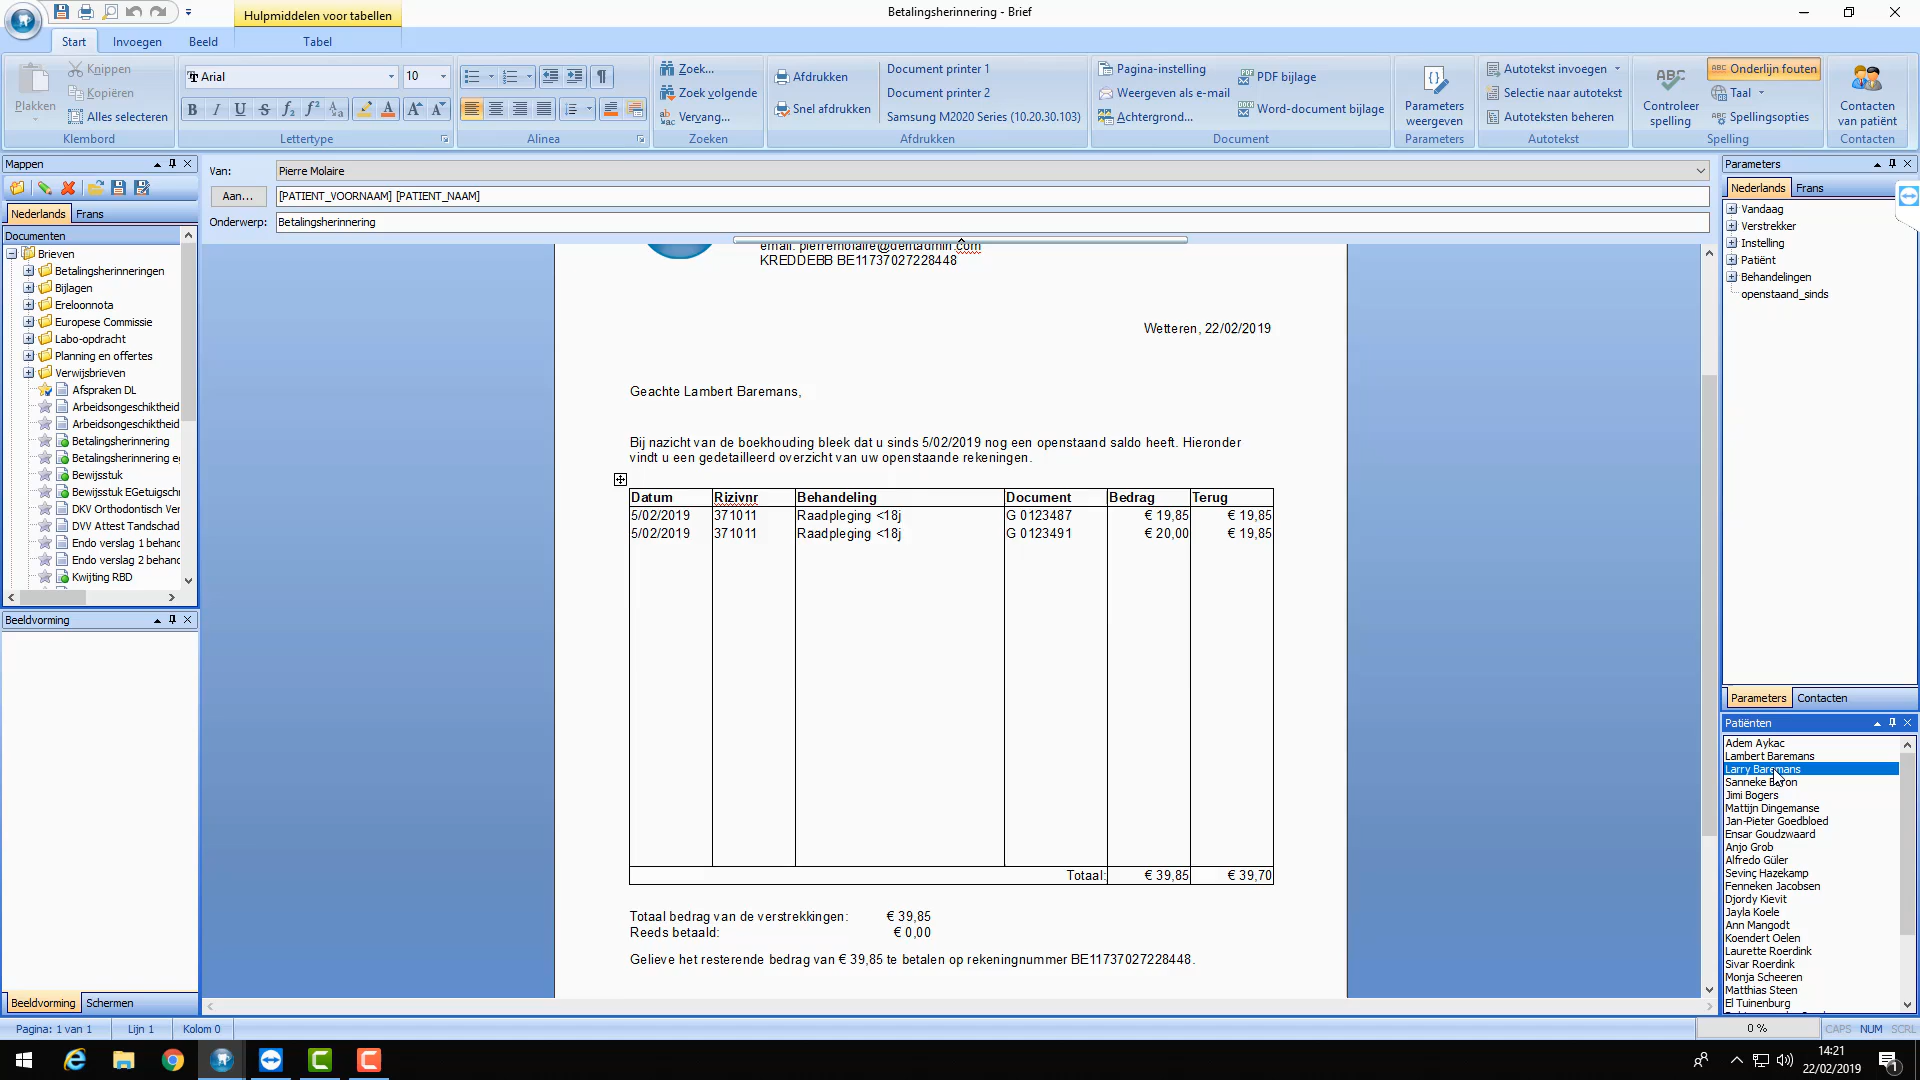 Hulpmiddelen voor tabellen
Betalingsherinnering - Brief
Start
Invoegen
Beeld
Tabel
Plakken
Knippen
Kopiëren
Alles selecteren
Klembord
Arial
10
Lettertype
Alinea
Zoek...
Zoek volgende
Vervang...
Zoeken
Afdrukken
Snel afdrukken
Document printer 1
Document printer 2
Samsung M2020 Series (10.20.30.103)
Afdrukken
Pagina-instelling
Weergeven als e-mail
Achtergrond...
PDF bijlage
Word-document bijlage
Document
Parameters
weergeven
Parameters
Autotekst invoegen
Selectie naar autotekst
Autoteksten beheren
Autotekst
Controleer
spelling
Onderlijn fouten
Taal
Spellingsopties
Spelling
Contacten
van patiënt
Contacten
Mappen
Nederlands
Frans
Documenten
Brieven
Betalingsherinneringen
Bijlagen
Ereloonnota
Europese Commissie
Labo-opdracht
Planning en offertes
Verwijsbrieven
Afspraken DL
Arbeidsongeschiktheid
Arbeidsongeschiktheid
Betalingsherinnering
Betalingsherinnering e
Bewijsstuk
Bewijsstuk EGetuigschr
DKV Orthodontisch Ver
DVV Attest Tandschad
Endo verslag 1 behand
Endo verslag 2 behand
Kwijting RBD
Beeldvorming
Beeldvorming
Schermen
Van:
Pierre Molaire
Aan...
[PATIENT_VOORNAAM] [PATIENT_NAAM]
Onderwerp:
Betalingsherinnering
email: pierremolaire@dentadmin.com
KREDDEBB BE11737027228448
Wetteren, 22/02/2019
Geachte Lambert Baremans,
Bij nazicht van de boekhouding bleek dat u sinds 5/02/2019 nog een openstaand saldo heeft. Hieronder
vindt u een gedetailleerd overzicht van uw openstaande rekeningen.
Datum Rizivnr Behandeling Document Bedrag Terug
5/02/2019 371011 Raadpleging <18j G 0123487 € 19,85 € 19,85
5/02/2019 371011 Raadpleging <18j G 0123491 € 20,00 € 19,85
Totaal: € 39,85 € 39,70
Totaal bedrag van de verstrekkingen: € 39,85
Reeds betaald: € 0,00
Gelieve het resterende bedrag van € 39,85 te betalen op rekeningnummer BE11737027228448.
Parameters
Nederlands
Frans
Vandaag
Verstrekker
Instelling
Patiënt
Behandelingen
openstaand_sinds
Parameters
Contacten
Patiënten
Adem Aykac
Lambert Baremans
Larry Baremans
Sanneke
Jimi Bogers
Mattijn Dingemanse
Jan-Pieter Goedbloed
Ensar Goudzwaard
Anjo Grob
Alfredo Güler
Sevinç Hazekamp
Fenneken Jacobsen
Djordy Kievit
Jayla Koele
Ann Mangodt
Koendert Oelen
Laurette Roerdink
Sivar Roerdink
Monja Scheeren
Matthias Steen
El Tuinenburg
Pagina: 1 van 1
Lijn 1
Kolom 0
0 %
CAPS
NUM
SCRL
14:21
22/02/2019
1